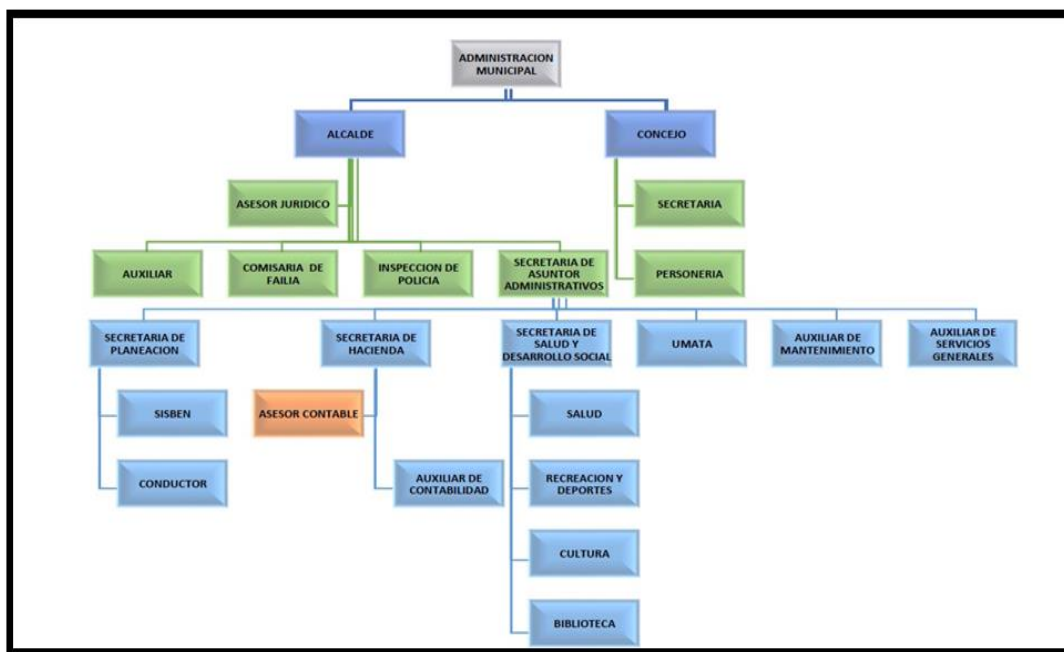 ADMINISTRACION
MUNICIPAL
ALCALDE
CONCEJO
ASESOR JURIDICO
SECRETARIA
AUXILIAR
COMISARIA DE
FAILIA
INSPECCION DE
POLICIA
SECRETARIA DE
ASUNTOR
ADMINISTRATIVOS
PERSONERIA
SECRETARIA DE
PLANEACION
SECRETARIA DE
HACIENDA
SECRETARIA DE
SALUD Y
DESARROLLO SOCIAL
UMATA
AUXILIAR DE
MANTENIMIENTO
AUXILIAR DE
SERVICIOS
GENERALES
SISBEN
ASESOR CONTABLE
SALUD
CONDUCTOR
AUXILIAR DE
CONTABILIDAD
RECREACION Y
DEPORTES
CULTURA
BIBLIOTECA